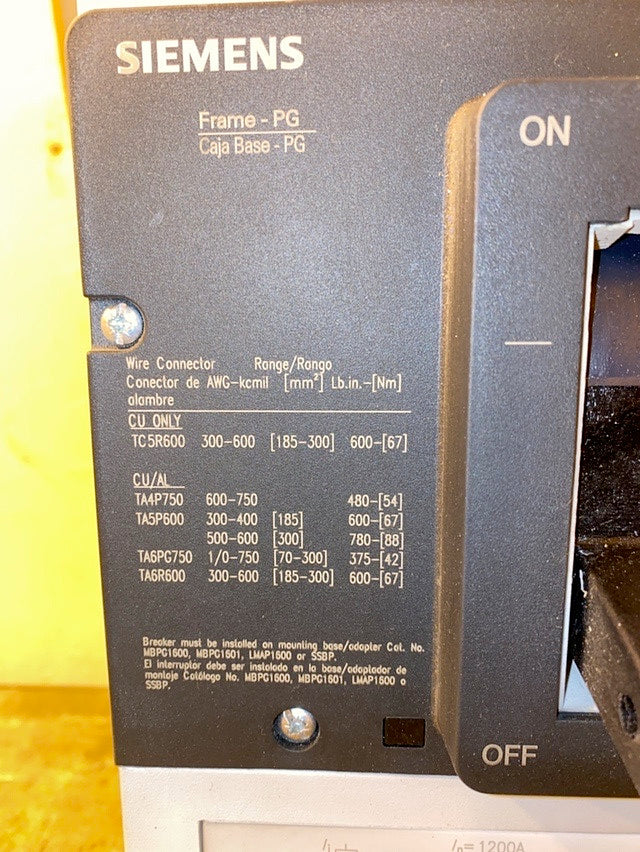 SIEMENS
Frame - PG
Caja Base - PG
ON
Wire Connector Range/Rango
Conector de AWG-kcmil [mm²] Lb.in.-[Nm]
alambre
CU ONLY
TC5R600 300-600 [185-300] 600-[67]
CU/AL
TA4P750 600-750 480-[54]
TA5P600 300-400 [185] 600-[67]
500-600 [300] 780-[88]
TA6PG750 1/0-750 [70-300] 375-[42]
TA6R600 300-600 [185-300] 600-[67]
Breaker must be installed on mounting base/adapter Cat. No.
MBPG1600, MBPG1601, LMAP1600 or SSBP.
El interruptor debe ser instalado en la base/adaptador de
montaje Catálogo No. MBPG1600, MBPG1601, LMAP1600 o
SSBP.
OFF
In=1200A